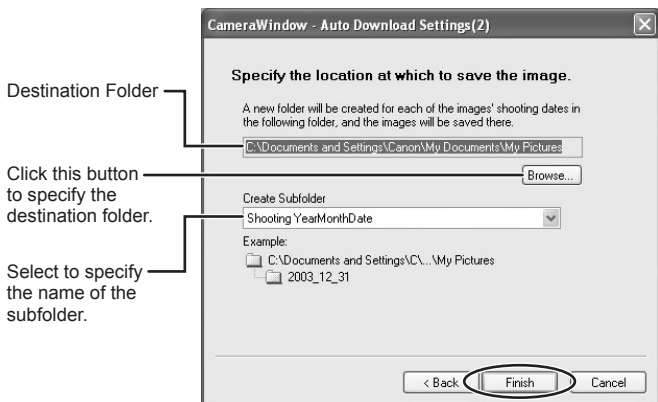 CameraWindow - Auto Download Settings(2)
Specify the location at which to save the image.
Destination Folder
A new folder will be created for each of the images' shooting dates in
the following folder, and the images will be saved there.
C:\Documents and Settings\Canon\My Documents\My Pictures
Click this button
to specify the
destination folder.
Browse...
Create Subfolder
Shooting YearMonthDate
Example:
C:\Documents and Settings\C\...\My Pictures
2003_12_31
Select to specify
the name of the
subfolder.
< Back
Finish
Cancel